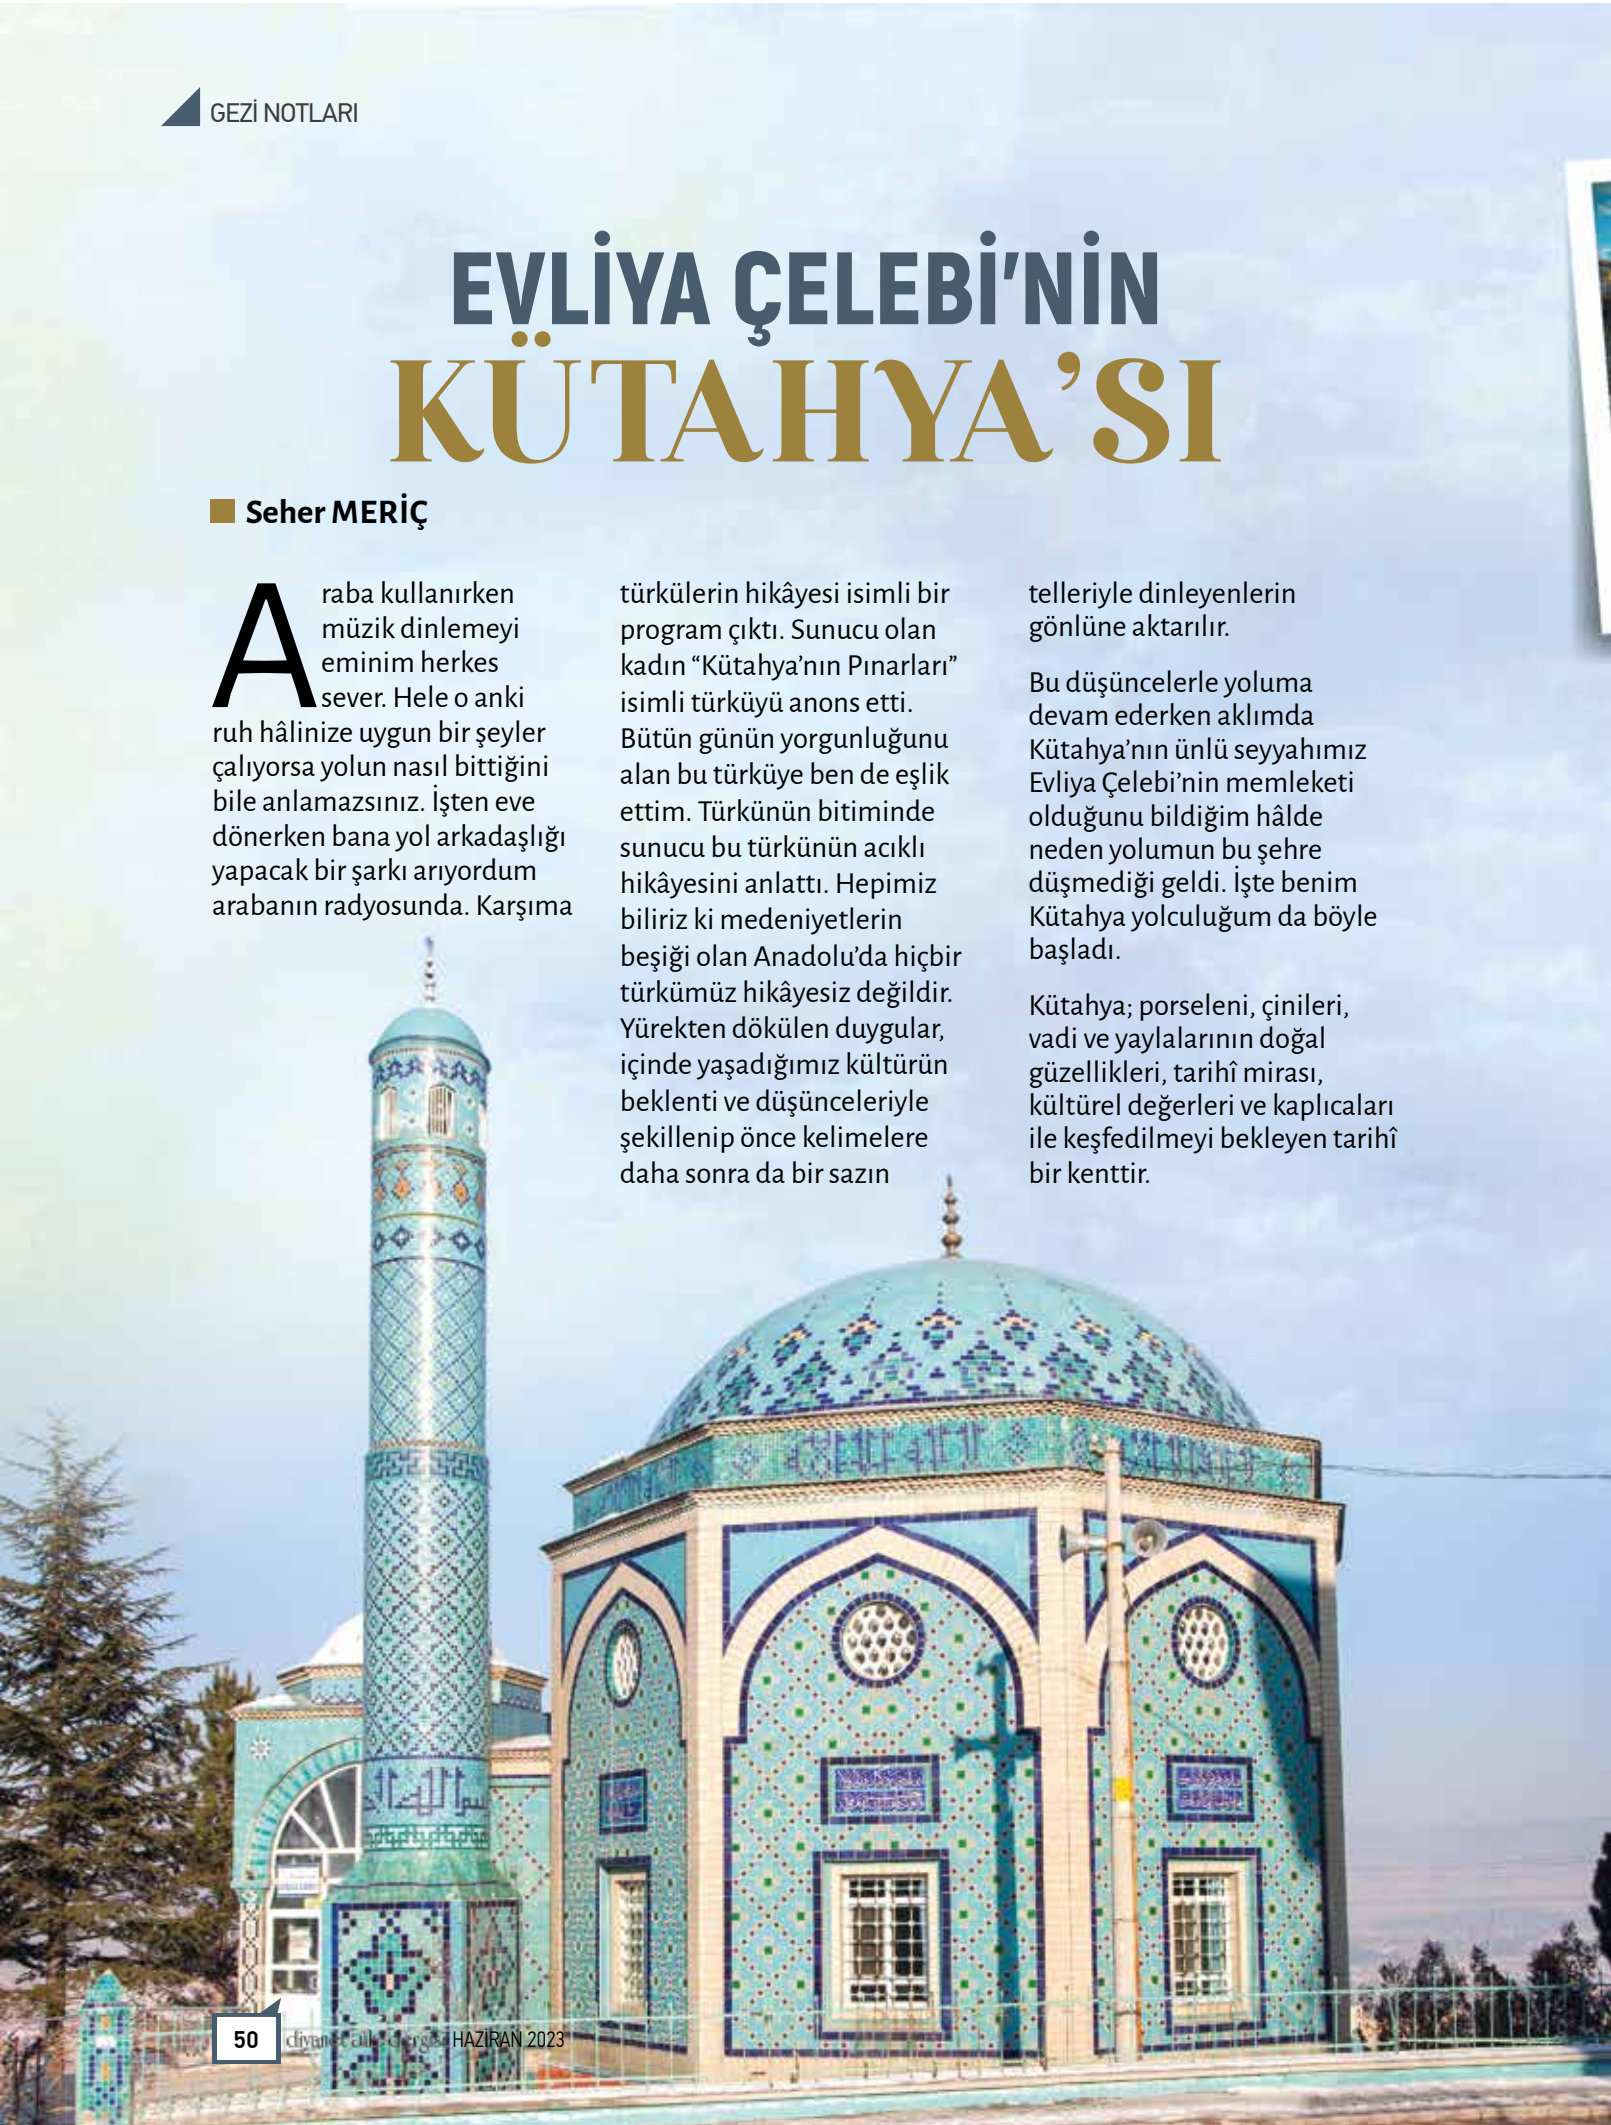 GEZİ NOTLARI
EVLİYA ÇELEBİ’NİN
KÜTAHYA’SI
Seher MERİÇ
Araba kullanırken
müzik dinlemeyi
eminim herkes
sever. Hele o anki
ruh hâlinize uygun bir şeyler
çalıyorsa yolun nasıl bittiğini
bile anlamazsınız. İşten eve
dönerken bana yol arkadaşlığı
yapacak bir şarkı arıyordum
arabanın radyosunda. Karşıma
türkülerin hikâyesi isimli bir
program çıktı. Sunucu olan
kadın “Kütahya’nın Pınarları”
isimli türküyü anons etti.
Bütün günün yorgunluğunu
alan bu türküye ben de eşlik
ettim. Türkünün bitiminde
sunucu bu türkünün acıklı
hikâyesini anlattı. Hepimiz
biliriz ki medeniyetlerin
beşiği olan Anadolu’da hiçbir
türkümüz hikâyesiz değildir.
Yürekten dökülen duygular,
içinde yaşadığımız kültürün
beklenti ve düşünceleriyle
şekillenip önce kelimelere
daha sonra da bir sazın
telleriyle dinleyenlerin
gönlüne aktarılır.
Bu düşüncelerle yoluma
devam ederken aklımda
Kütahya’nın ünlü seyyahımız
Evliya Çelebi’nin memleketi
olduğunu bildiğim hâlde
neden yolumun bu şehre
düşmediği geldi. İşte benim
Kütahya yolculuğum da böyle
başladı.
Kütahya; porseleni, çinileri,
vadi ve yaylalarının doğal
güzellikleri, tarihî mirası,
kültürel değerleri ve kaplıcaları
ile keşfedilmeyi bekleyen tarihî
bir kenttir.
50 diyanet aile dergisi HAZİRAN 2023